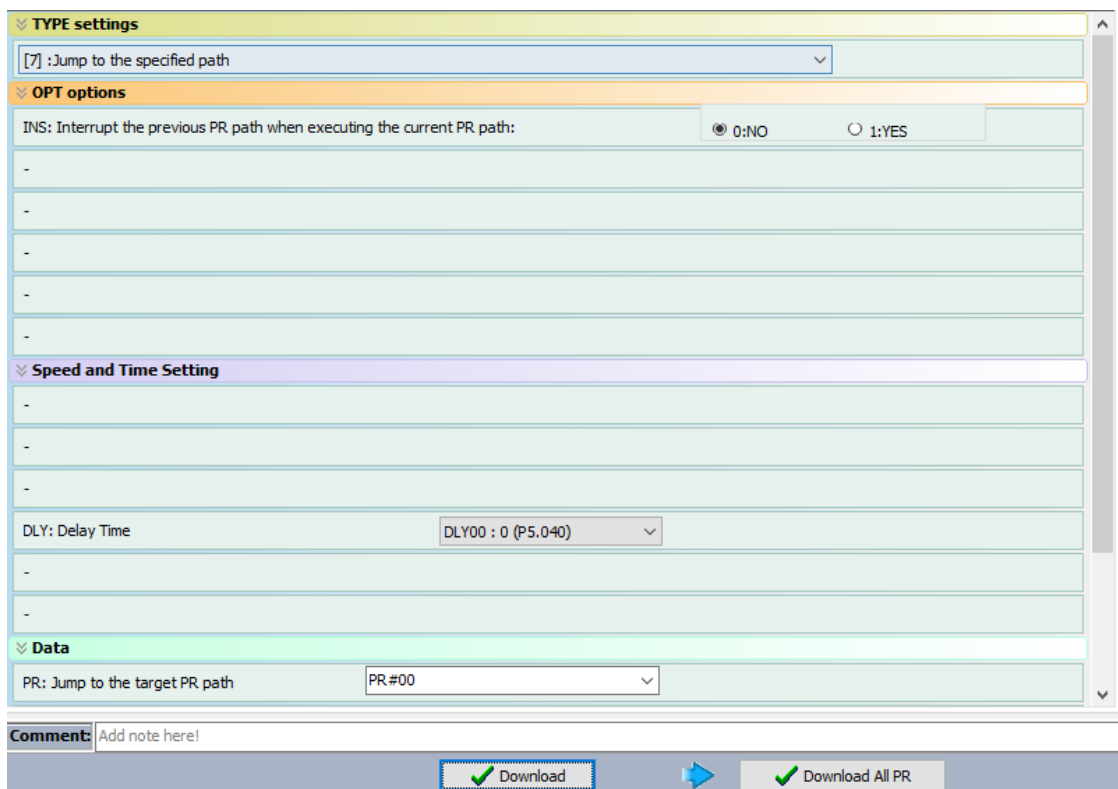 TYPE settings
[7] :Jump to the specified path
OPT options
INS: Interrupt the previous PR path when executing the current PR path: 0:NO 1:YES
-
-
-
-
-
Speed and Time Setting
-
-
-
DLY: Delay Time DLY00 : 0 (P5.040)
-
-
Data
PR: Jump to the target PR path PR#00
Comment: Add note here!
Download Download All PR